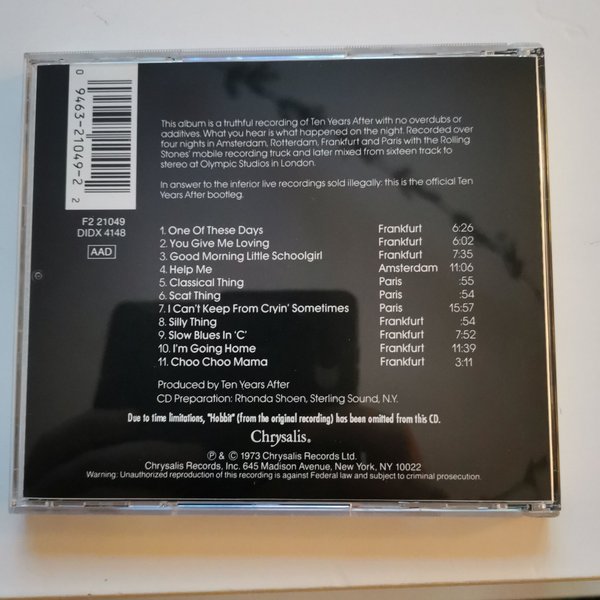 0 9463-21049-2 2
F2 21049
DIDX 4148
AAD
This album is a truthful recording of Ten Years After with no overdubs or
additives. What you hear is what happened on the night. Recorded over
four nights in Amsterdam, Rotterdam, Frankfurt and Paris with the Rolling
Stones' mobile recording truck and later mixed from sixteen track to
stereo at Olympic Studios in London.
In answer to the inferior live recordings sold illegally: this is the official Ten
Years After bootleg.
1. One Of These Days Frankfurt 6:26
2. You Give Me Loving Frankfurt 6:02
3. Good Morning Little Schoolgirl Frankfurt 7:35
4. Help Me Amsterdam 11:06
5. Classical Thing Paris :55
6. Scat Thing Paris :54
7. I Can't Keep From Cryin' Sometimes Paris 15:57
8. Silly Thing Frankfurt :54
9. Slow Blues In 'C' Frankfurt 7:52
10. I'm Going Home Frankfurt 11:39
11. Choo Choo Mama Frankfurt 3:11
Produced by Ten Years After
CD Preparation: Rhonda Shoen, Sterling Sound, N.Y.
Due to time limitations, "Hobbit" (from the original recording) has been omitted from this CD.
Chrysalis®
℗ & © 1973 Chrysalis Records Ltd.
Chrysalis Records, Inc. 645 Madison Avenue, New York, NY 10022
Warning: Unauthorized reproduction of this recording is against Federal law and subject to criminal prosecution.